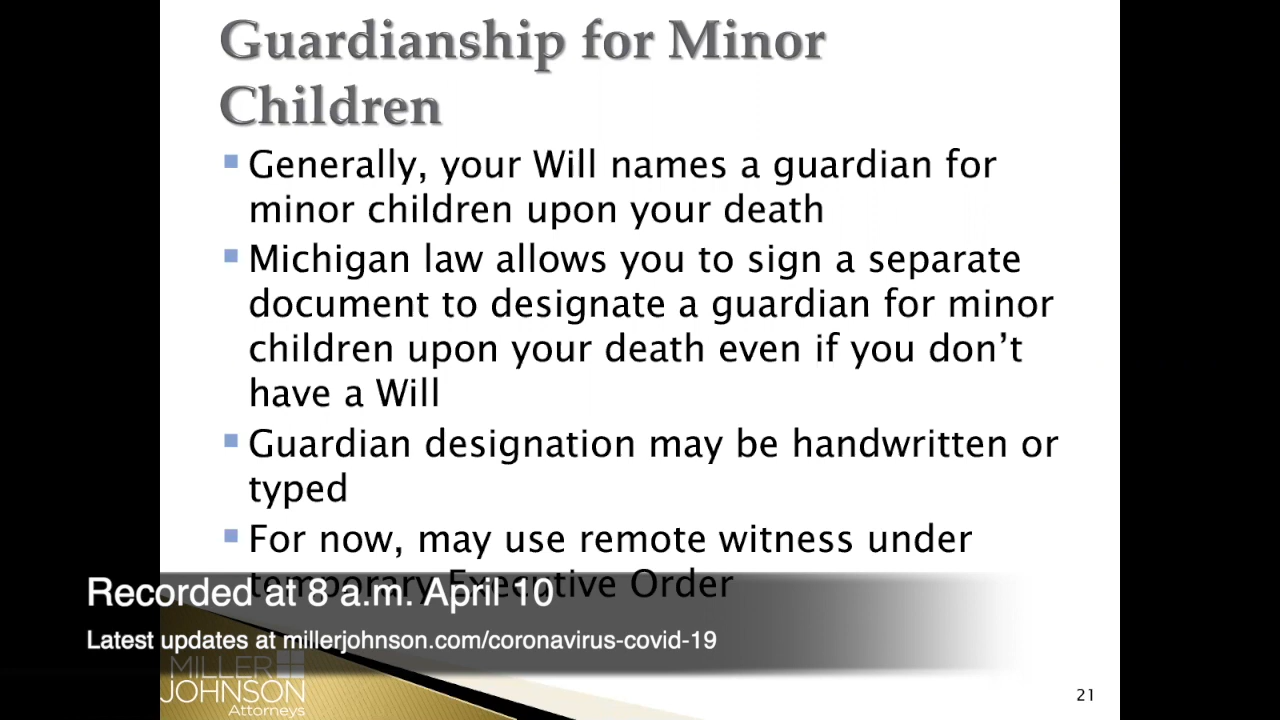 Guardianship for Minor
Children
Generally, your Will names a guardian for
minor children upon your death
Michigan law allows you to sign a separate
document to designate a guardian for minor
children upon your death even if you don’t
have a Will
Guardian designation may be handwritten or
typed
For now, may use remote witness under
temporary Executive Order
Recorded at 8 a.m. April 10
Latest updates at millerjohnson.com/coronavirus-covid-19
MILLER
JOHNSON
Attorneys
21